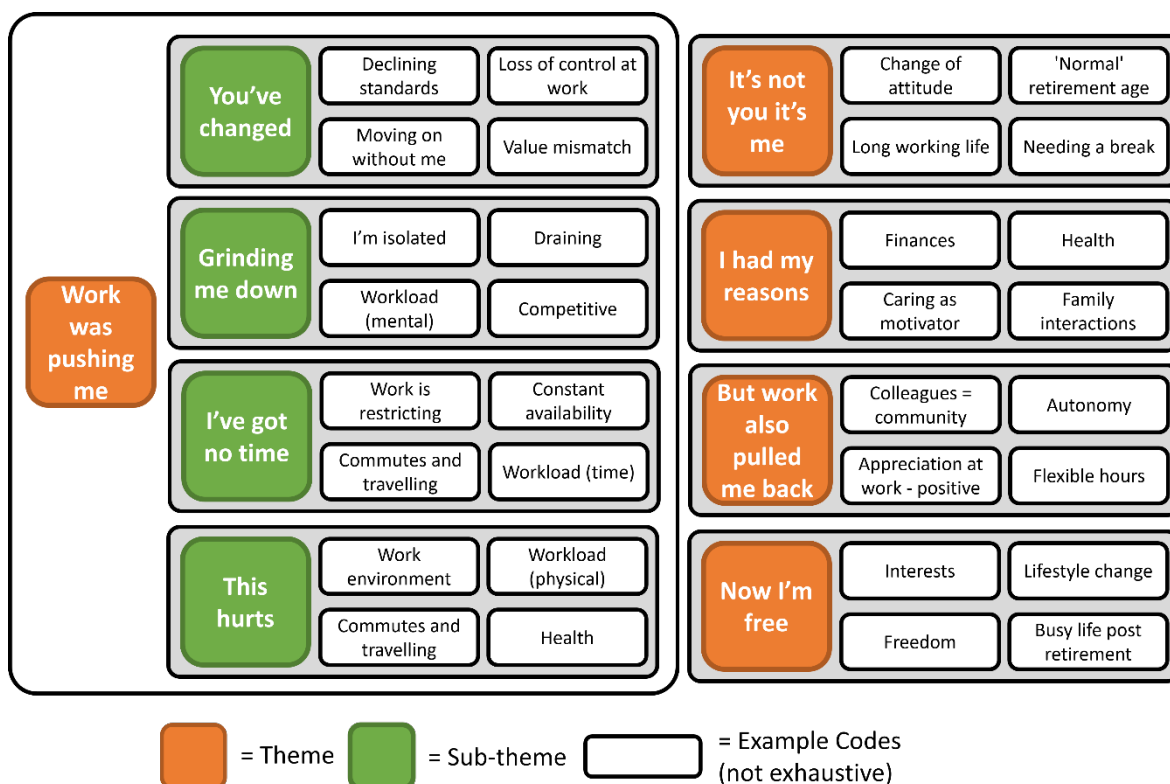 Work
was
pushing
me
You've
changed
Declining
standards
Loss of control at
work
Moving on
without me
Value mismatch
Grinding
me down
I'm isolated
Draining
Workload
(mental)
Competitive
I've got
no time
Work is
restricting
Constant
availability
Commutes and
travelling
Workload (time)
This
hurts
Work
environment
Workload
(physical)
Commutes and
travelling
Health
It's not
you it's
me
Change of
attitude
'Normal'
retirement age
Long working life
Needing a break
I had my
reasons
Finances
Health
Caring as
motivator
Family
interactions
But work
also
pulled
me back
Colleagues =
community
Autonomy
Appreciation at
work - positive
Flexible hours
Now I'm
free
Interests
Lifestyle change
Freedom
Busy life post
retirement
= Theme
= Sub-theme
= Example Codes
(not exhaustive)